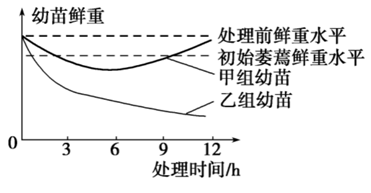 幼苗鲜重
处理前鲜重水平
初始萎蔫鲜重水平
甲组幼苗
乙组幼苗
0
3 6 9 12
处理时间/h